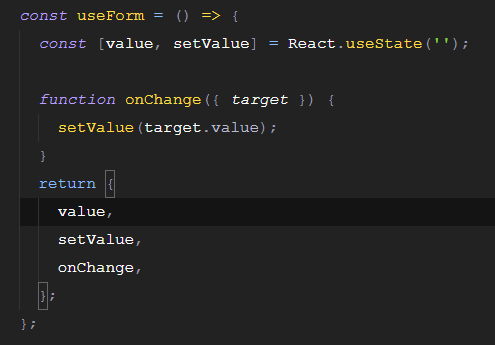 const useForm = () => {
const [value, setValue] = React.useState('');
function onChange({ target }) {
setValue(target.value);
}
return {
value,
setValue,
onChange,
};
};